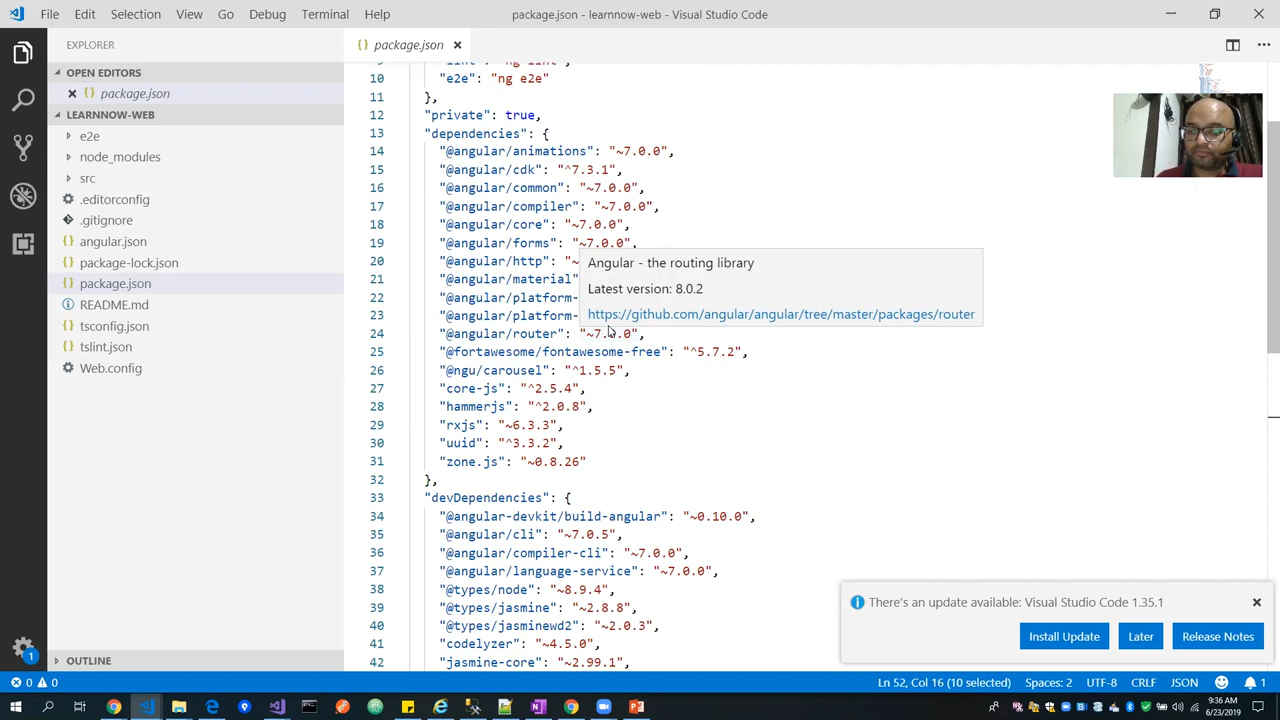 File Edit Selection View Go Debug Terminal Help
package.json - learnnow-web - Visual Studio Code
EXPLORER
OPEN EDITORS
package.json
LEARNNOW-WEB
e2e
node_modules
src
.editorconfig
.gitignore
angular.json
package-lock.json
package.json
README.md
tsconfig.json
tslint.json
Web.config
OUTLINE
package.json
10 "e2e": "ng e2e"
11 },
12 "private": true,
13 "dependencies": {
14 "@angular/animations": "~7.0.0",
15 "@angular/cdk": "^7.3.1",
16 "@angular/common": "~7.0.0",
17 "@angular/compiler": "~7.0.0",
18 "@angular/core": "~7.0.0",
19 "@angular/forms": "~7.0.0",
20 "@angular/http": "~
21 "@angular/material"
22 "@angular/platform-
23 "@angular/platform-
24 "@angular/router": "~7.0.0",
25 "@fortawesome/fontawesome-free": "^5.7.2",
26 "@ngu/carousel": "^1.5.5",
27 "core-js": "^2.5.4",
28 "hammerjs": "^2.0.8",
29 "rxjs": "~6.3.3",
30 "uuid": "^3.3.2",
31 "zone.js": "~0.8.26"
32 },
33 "devDependencies": {
34 "@angular-devkit/build-angular": "~0.10.0",
35 "@angular/cli": "~7.0.5",
36 "@angular/compiler-cli": "~7.0.0",
37 "@angular/language-service": "~7.0.0",
38 "@types/node": "~8.9.4",
39 "@types/jasmine": "~2.8.8",
40 "@types/jasminewd2": "~2.0.3",
41 "codelyzer": "~4.5.0",
42 "jasmine-core": "~2.99.1",
Angular - the routing library
Latest version: 8.0.2
https://github.com/angular/angular/tree/master/packages/router
There's an update available: Visual Studio Code 1.35.1
Install Update Later Release Notes
1
0 0
Ln 52, Col 16 (10 selected) Spaces: 2 UTF-8 CRLF JSON 1
9:36 AM
6/23/2019